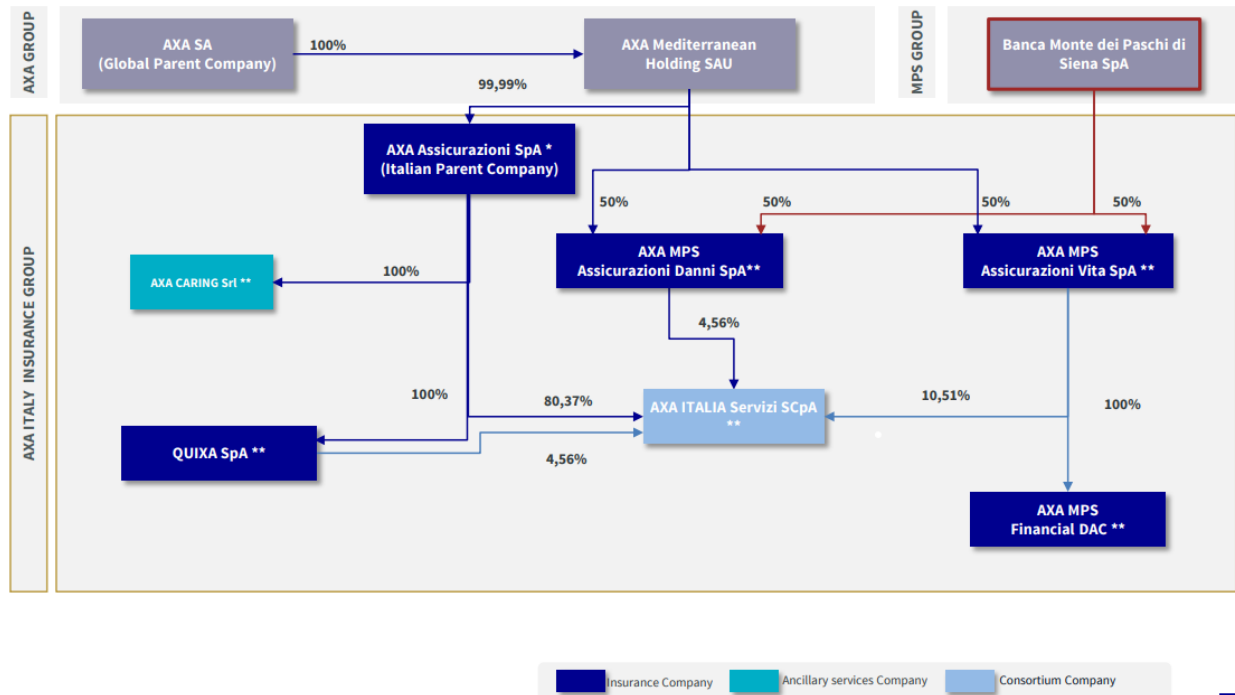 AXA GROUP
AXA SA
(Global Parent Company)
100%
AXA Mediterranean
Holding SAU
MPS GROUP
Banca Monte dei Paschi di
Siena SpA
99,99%
AXA ITALY INSURANCE GROUP
AXA Assicurazioni SpA *
(Italian Parent Company)
50%
50%
50%
50%
AXA MPS
Assicurazioni Danni SpA**
AXA MPS
Assicurazioni Vita SpA **
AXA CARING Srl **
100%
4,56%
100%
80,37%
AXA ITALIA Servizi SCpA
**
10,51%
100%
QUIXA SpA **
4,56%
AXA MPS
Financial DAC **
Insurance Company
Ancillary services Company
Consortium Company